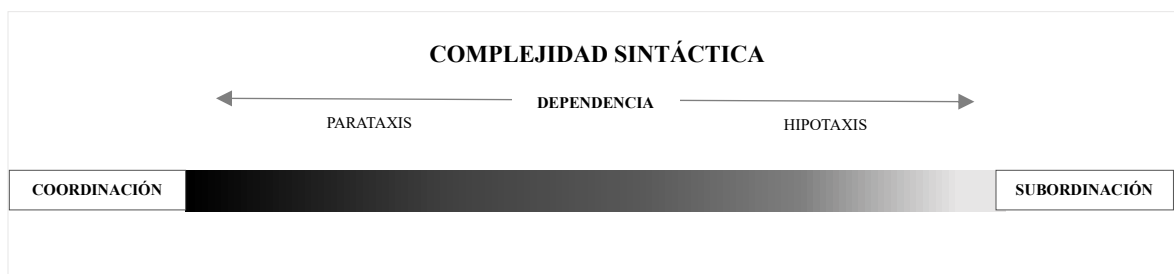 COMPLEJIDAD SINTÁCTICA
DEPENDENCIA
PARATAXIS HIPOTAXIS
COORDINACIÓN SUBORDINACIÓN